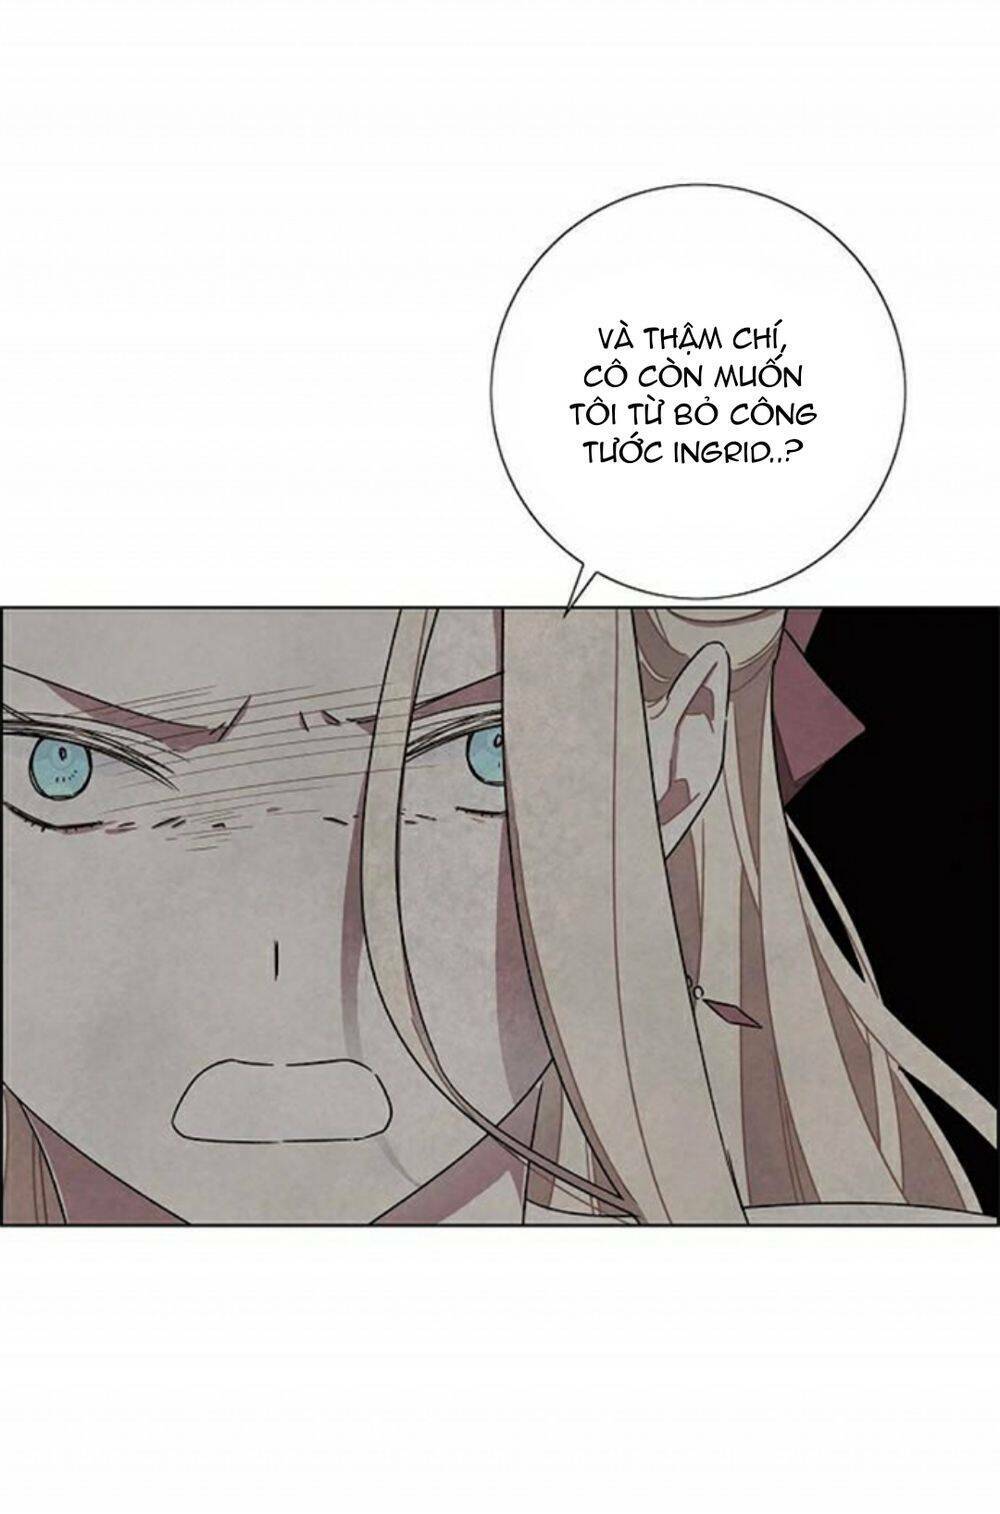 VÀ THẬM CHÍ,
CÔ CÒN MUỐN
TÔI TỪ BỎ CÔNG
TƯỚC INGRID..?